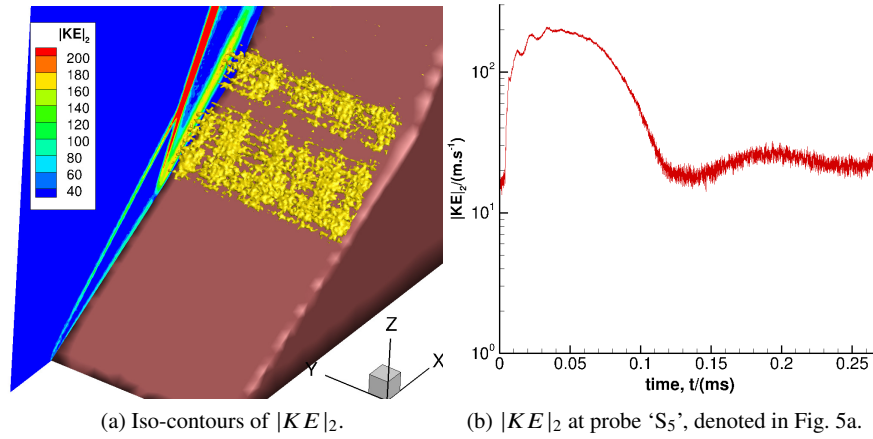 |KE|₂
200
180
160
140
120
100
80
60
40
Z
Y
X
(a) Iso-contours of |KE|₂.
|KE|₂/(m.s⁻¹)
10²
10¹
10⁰
0
0.05
0.1
0.15
0.2
0.25
time, t/(ms)
(b) |KE|₂ at probe ‘S₅’, denoted in Fig. 5a.